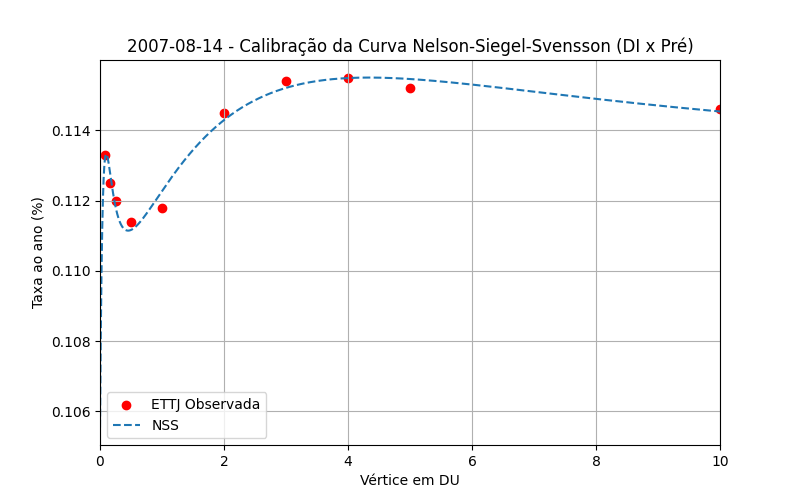 2007-08-14 - Calibração da Curva Nelson-Siegel-Svensson (DI x Pré)
Taxa ao ano (%)
0.114
0.112
0.110
0.108
0.106
ETTJ Observada
NSS
0 2 4 6 8 10
Vértice em DU